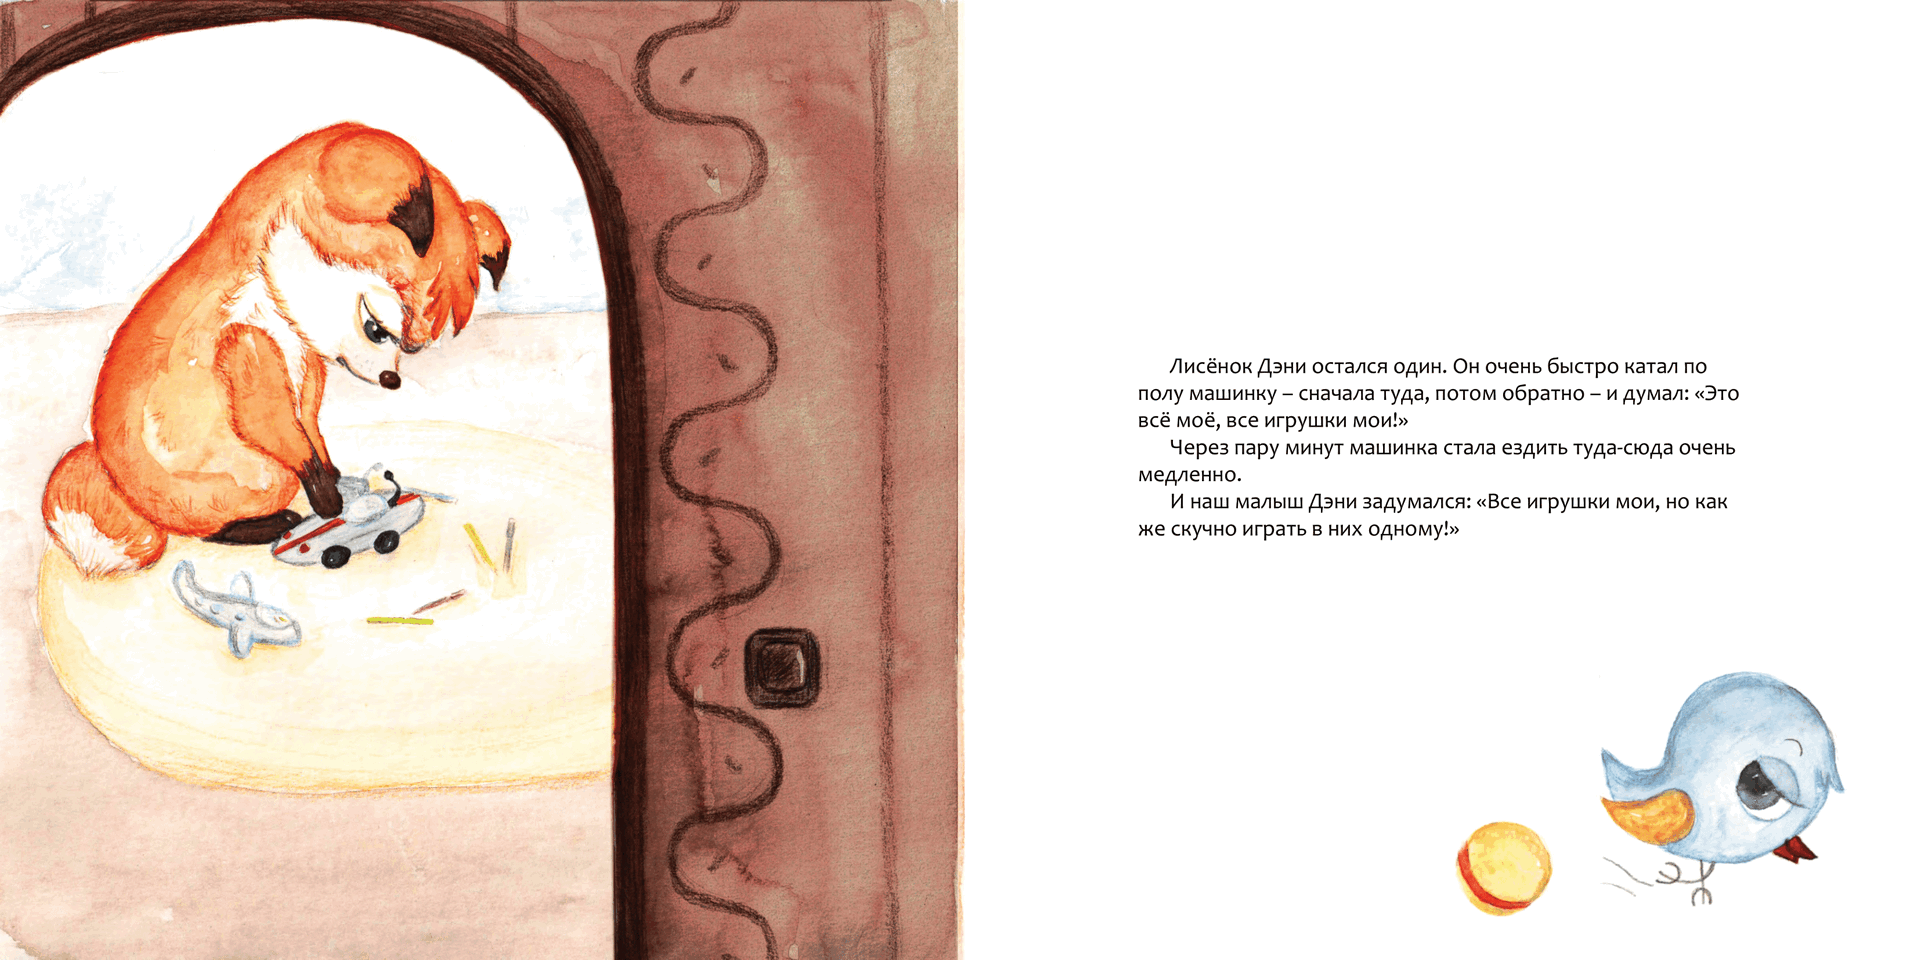 Лисёнок Дэни остался один. Он очень быстро катал по
полу машинку – сначала туда, потом обратно – и думал: «Это
всё моё, все игрушки мои!»
Через пару минут машинка стала ездить туда-сюда очень
медленно.
И наш малыш Дэни задумался: «Все игрушки мои, но как
же скучно играть в них одному!»